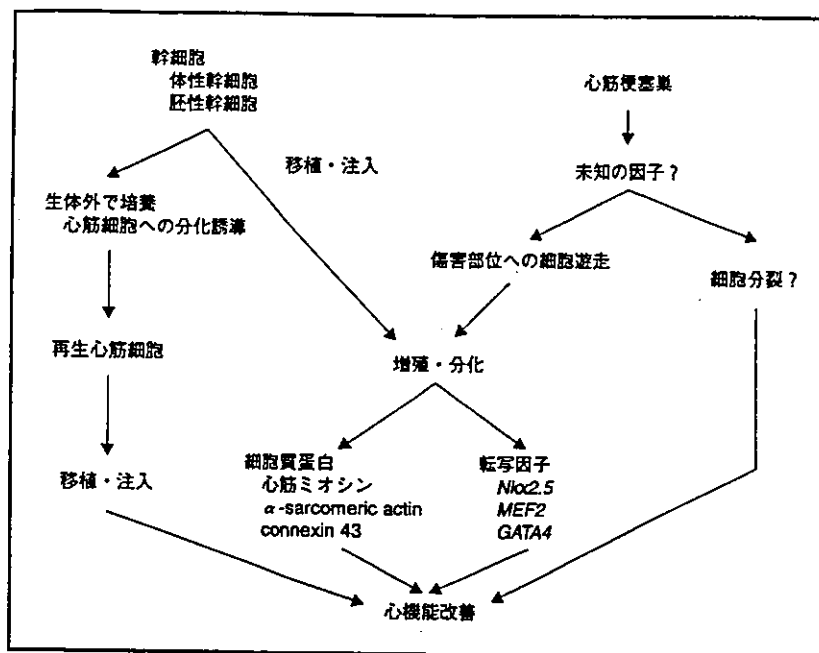 幹細胞
体性幹細胞
胚性幹細胞
心筋梗塞巣
移植・注入
未知の因子？
生体外で培養
心筋細胞への分化誘導
傷害部位への細胞遊走
細胞分裂？
再生心筋細胞
増殖・分化
移植・注入
細胞質蛋白
心筋ミオシン
α-sarcomeric actin
connexin 43
転写因子
Nkx2.5
MEF2
GATA4
心機能改善